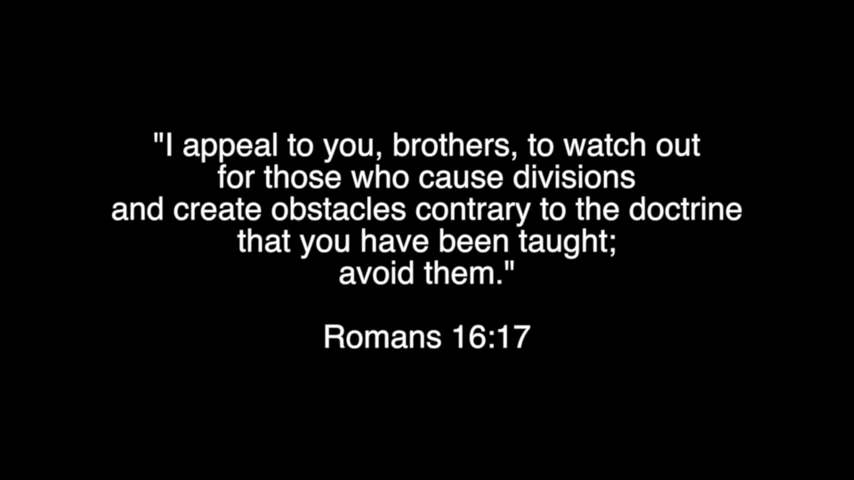 "I appeal to you, brothers, to watch out
for those who cause divisions
and create obstacles contrary to the doctrine
that you have been taught;
avoid them."
Romans 16:17